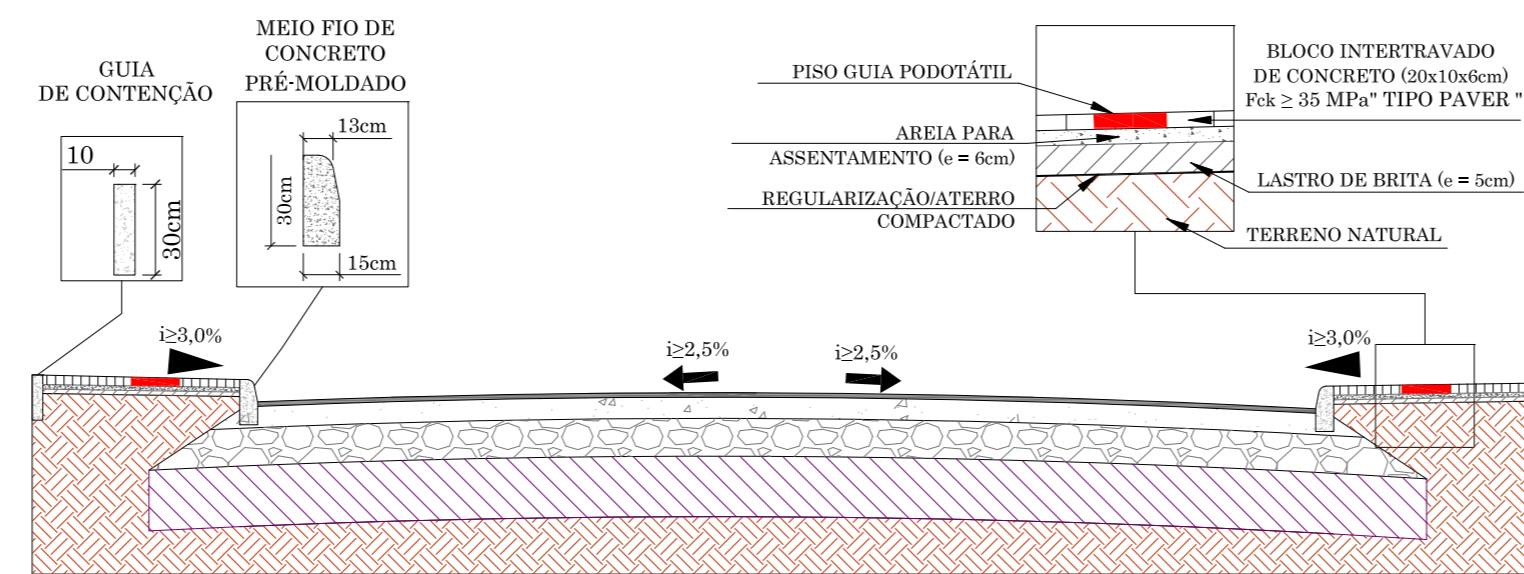 GUIA
DE CONTENÇÃO
10
30cm
MEIO FIO DE
CONCRETO
PRÉ-MOLDADO
13cm
30cm
15cm
PISO GUIA PODOTÁTIL
AREIA PARA
ASSENTAMENTO (e = 6cm)
REGULARIZAÇÃO/ATERRO
COMPACTADO
BLOCO INTERTRAVADO
DE CONCRETO (20x10x6cm)
Fck ≥ 35 MPa" TIPO PAVER "
LASTRO DE BRITA (e = 5cm)
TERRENO NATURAL
i≥3,0%
i≥2,5%
i≥2,5%
i≥3,0%